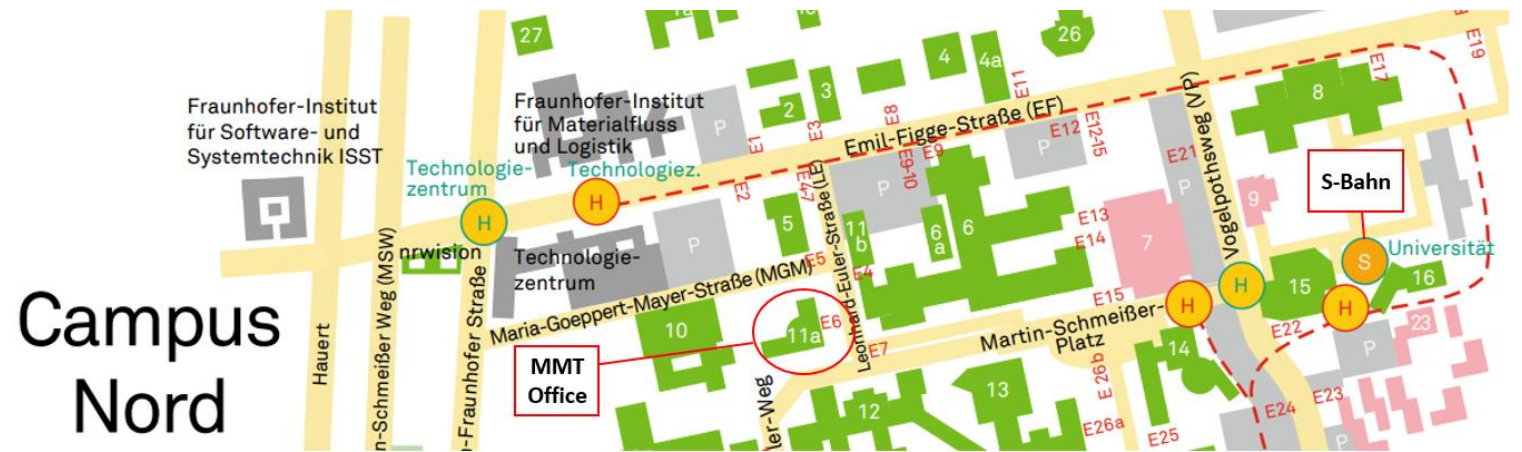 27
1a
4
4a
26
E11
E19
E17
8
3
2
E3
E8
E1
Fraunhofer-Institut
für Software- und
Systemtechnik ISST
Fraunhofer-Institut
für Materialfluss
und Logistik
P
Emil-Figge-Straße (EF)
E12
E12-15
P
E21
P
Vogelpothsweg (VP)
Technologie-
zentrum
Technologiez.
H
H
E2
E4-7
E9-10
E9
P
S-Bahn
5
11
b
6
a
6
E13
E14
7
9
nrwision
Technologie-
zentrum
P
E5
E4
Leonhard-Euler-Straße (LE)
Universität
S
16
15
H
H
H
E15
E22
Maria-Goeppert-Mayer-Straße (MGM)
10
11a
E6
E7
Martin-Schmeißer-
Platz
14
P
23
Campus
Nord
Hauert
n-Schmeißer Weg (MSW)
-Fraunhofer Straße
MMT
Office
ler-Weg
12
13
E 26b
E26a
E25
E24
E23
P